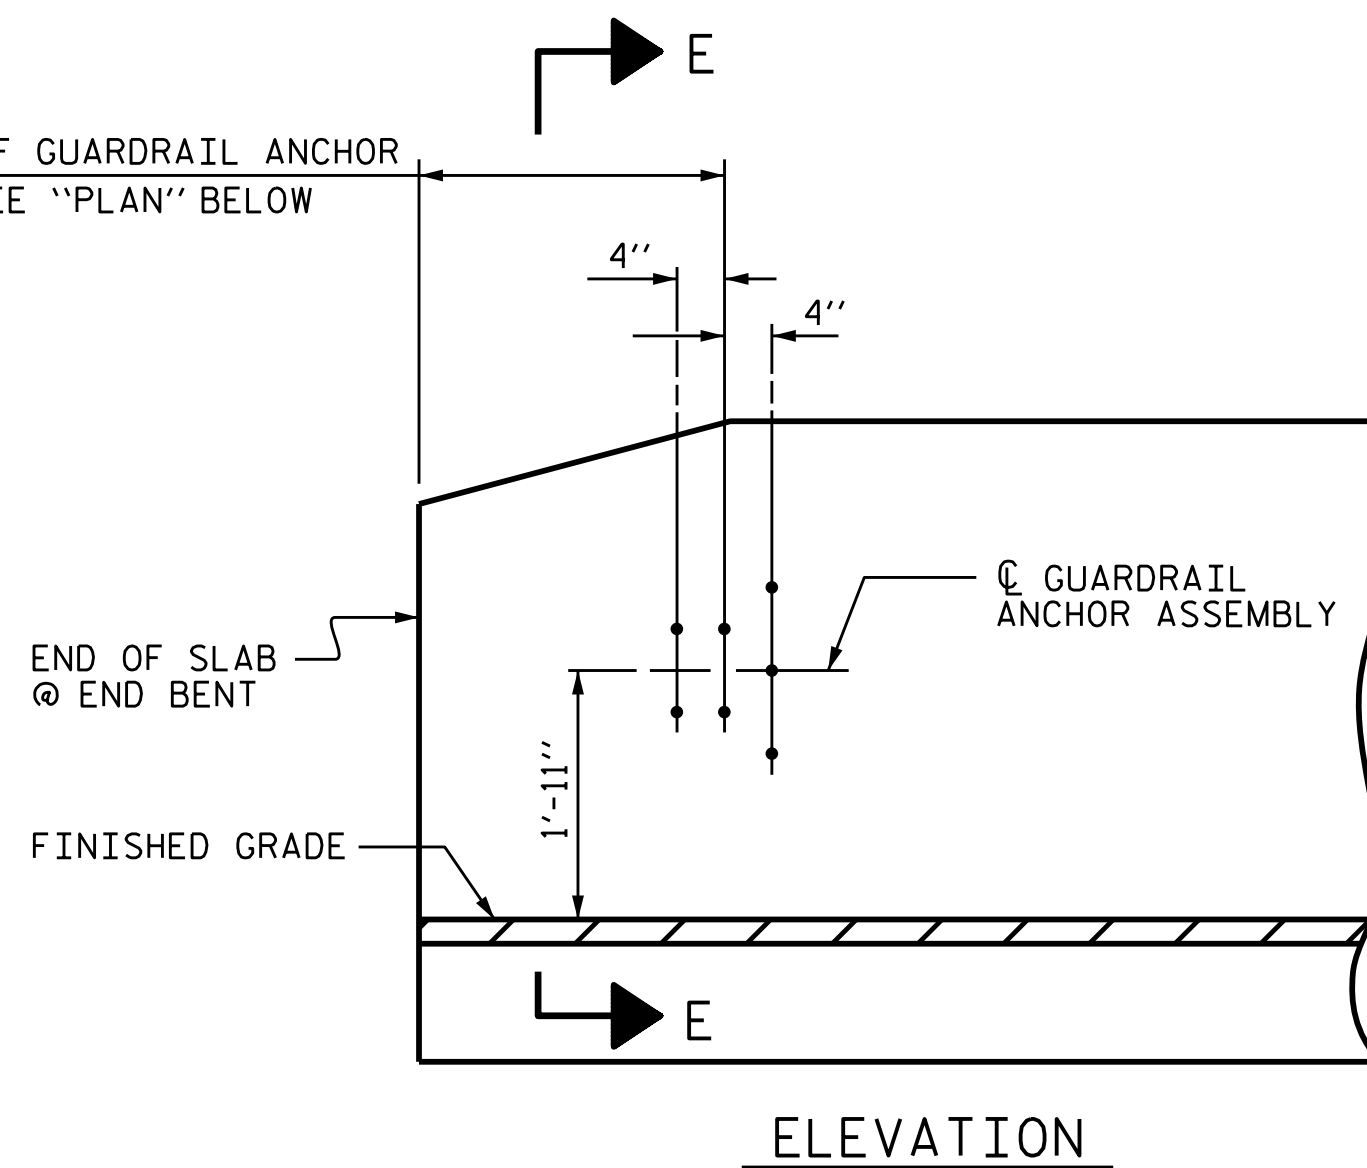 E
GUARDRAIL ANCHOR
"PLAN" BELOW
4"
4"
℄ GUARDRAIL
ANCHOR ASSEMBLY
END OF SLAB
@ END BENT
1'-11"
FINISHED GRADE
E
ELEVATION